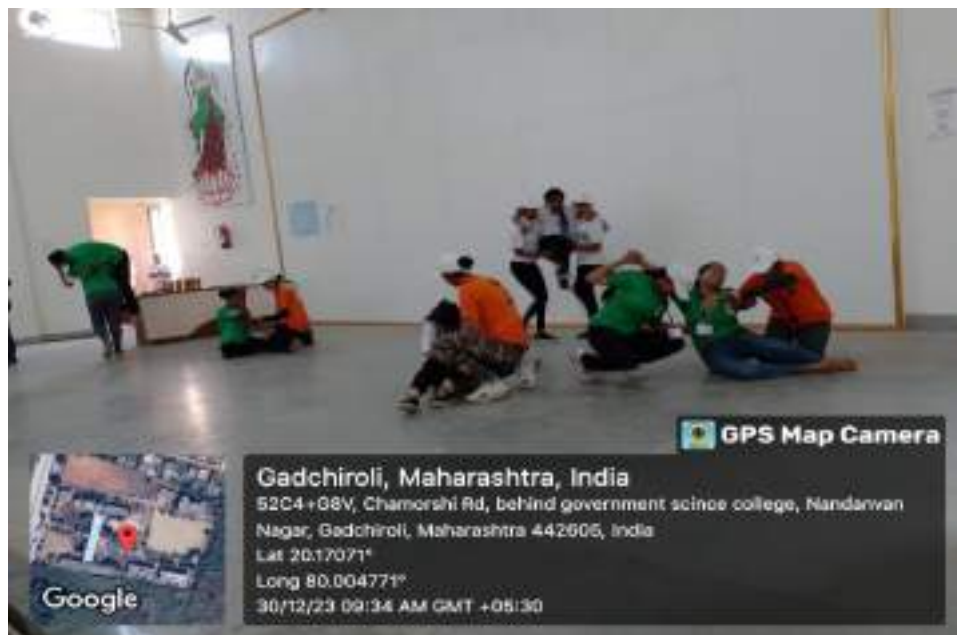 GPS Map Camera
Gadchiroli, Maharashtra, India
52C4+G8V, Chamorshi Rd, behind government scince college, Nandanvan
Nagar, Gadchiroli, Maharashtra 442605, India
Lat 20.17071°
Long 80.004771°
30/12/23 09:34 AM GMT +05:30
Google